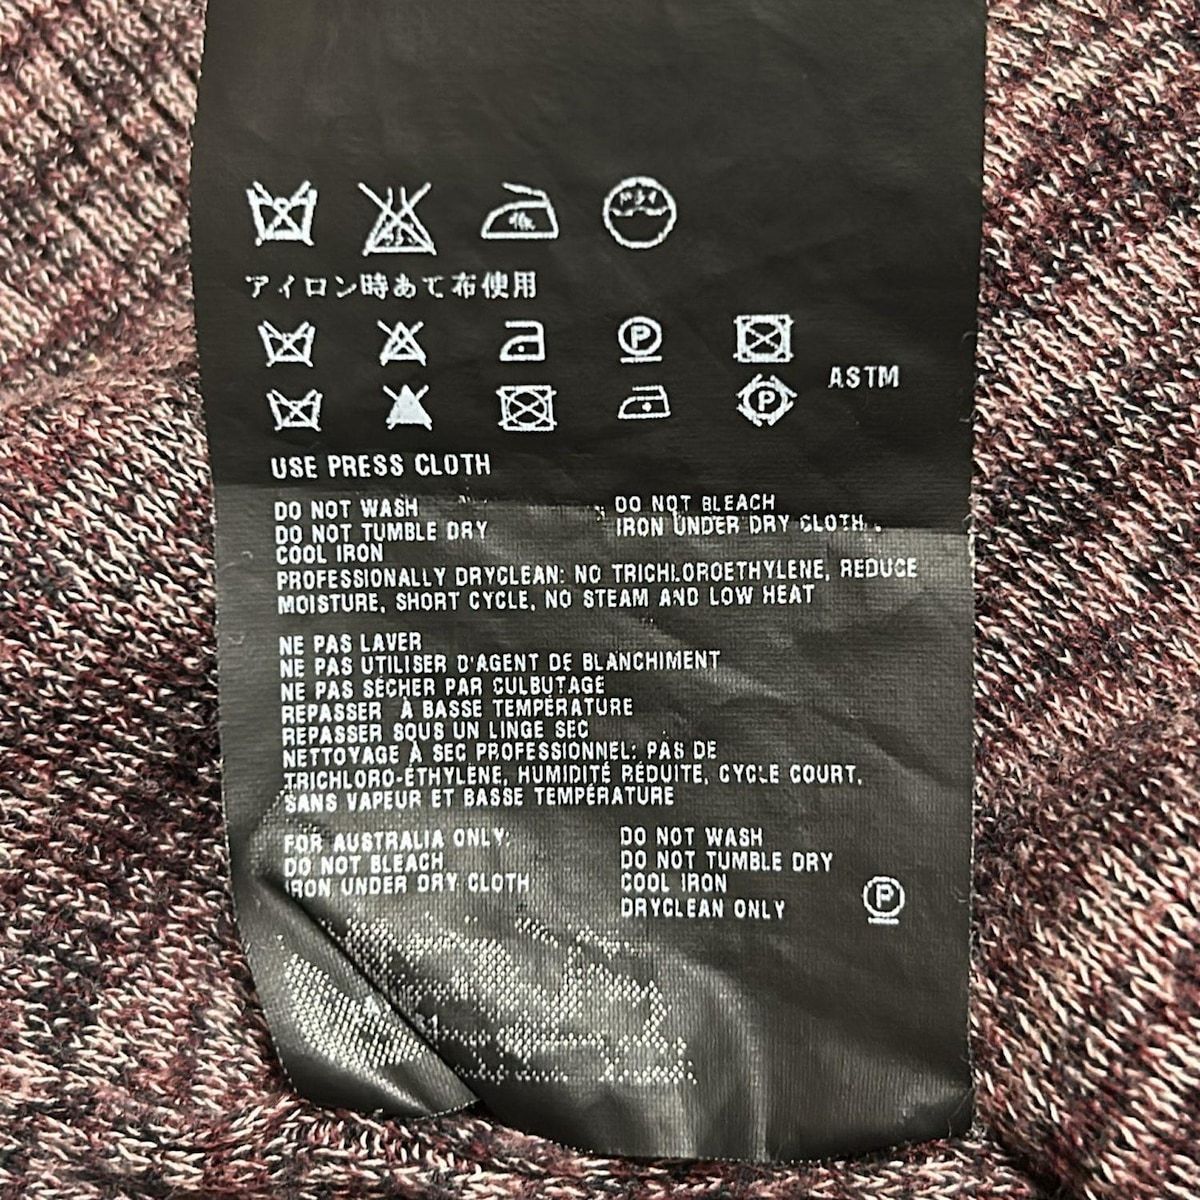 アイロン時あて布使用
P
ASTM
P
USE PRESS CLOTH
DO NOT WASH DO NOT BLEACH
DO NOT TUMBLE DRY IRON UNDER DRY CLOTH.
COOL IRON
PROFESSIONALLY DRYCLEAN: NO TRICHLOROETHYLENE, REDUCE
MOISTURE, SHORT CYCLE, NO STEAM AND LOW HEAT
NE PAS LAVER
NE PAS UTILISER D'AGENT DE BLANCHIMENT
NE PAS SÉCHER PAR CULBUTAGE
REPASSER À BASSE TEMPÉRATURE
REPASSER SOUS UN LINGE SEC
NETTOYAGE À SEC PROFESSIONNEL: PAS DE
TRICHLORO-ÉTHYLÈNE, HUMIDITÉ RÉDUITE, CYCLE COURT,
SANS VAPEUR ET BASSE TEMPÉRATURE
FOR AUSTRALIA ONLY: DO NOT WASH
DO NOT BLEACH DO NOT TUMBLE DRY
IRON UNDER DRY CLOTH COOL IRON
DRYCLEAN ONLY
P